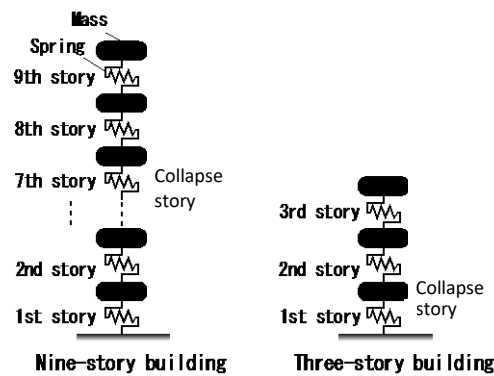 Mass
Spring
9th story
8th story
7th story
Collapse
story
2nd story
1st story
Nine-story building
3rd story
2nd story
Collapse
story
1st story
Three-story building